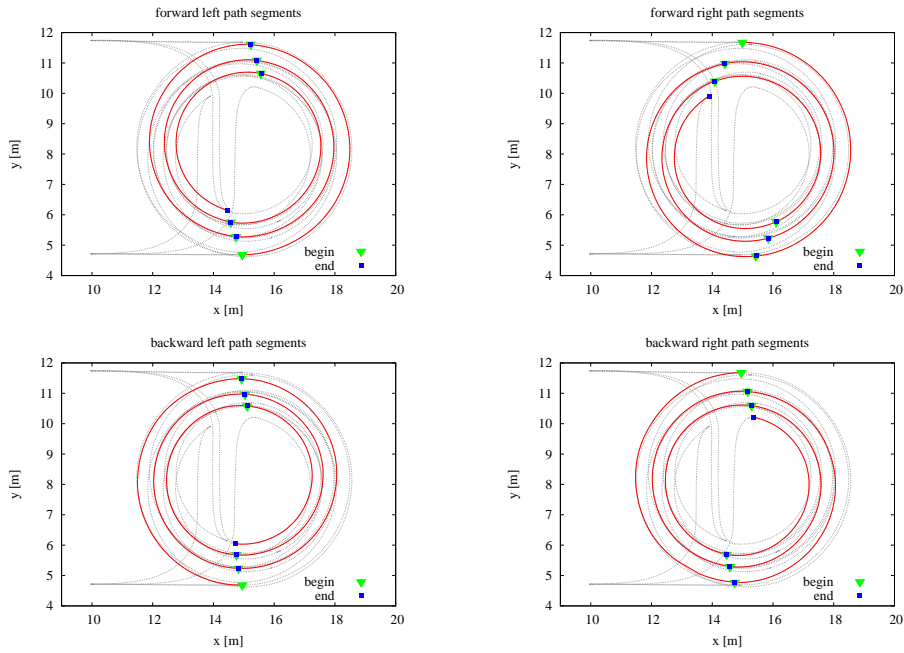 forward left path segments
12
11
10
9
8
7
6
5
4
y [m]
10 12 14 16 18 20
x [m]
begin
end
forward right path segments
12
11
10
9
8
7
6
5
4
y [m]
10 12 14 16 18 20
x [m]
begin
end
backward left path segments
12
11
10
9
8
7
6
5
4
y [m]
10 12 14 16 18 20
x [m]
begin
end
backward right path segments
12
11
10
9
8
7
6
5
4
y [m]
10 12 14 16 18 20
x [m]
begin
end